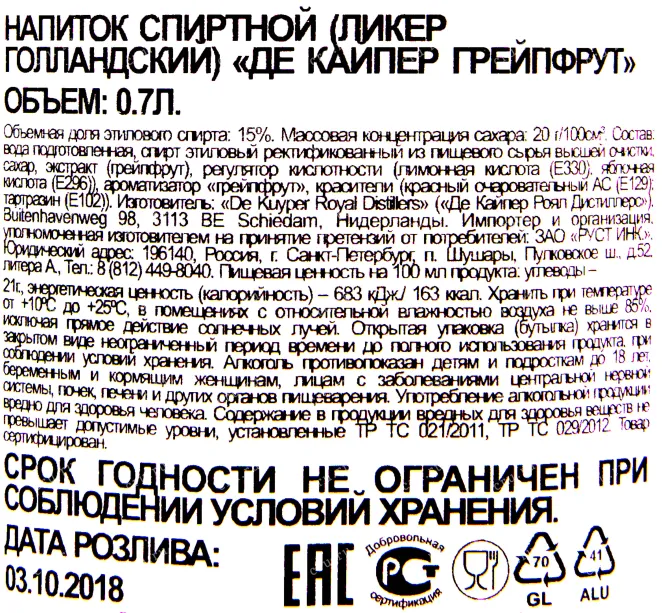 НАПИТОК СПИРТНОЙ (ЛИКЕР
ГОЛЛАНДСКИЙ) «ДЕ КАЙПЕР ГРЕЙПФРУТ»
ОБЪЕМ: 0.7Л.
Объемная доля этилового спирта: 15%. Массовая концентрация сахара: 20 г/100см³. Состав:
вода подготовленная, спирт этиловый ректификованный из пищевого сырья высшей очистки,
сахар, экстракт (грейпфрут), регулятор кислотности (лимонная кислота (Е330), яблочная
кислота (Е296)), ароматизатор «грейпфрут», красители (красный очаровательный АС (Е129);
тартразин (Е102)). Изготовитель: «De Kuyper Royal Distillers» («Де Кайпер Роял Дистиллерс»).
Buitenhavenweg 98, 3113 BE Schiedam, Нидерланды. Импортер и организация,
уполномоченная изготовителем на принятие претензий от потребителей: ЗАО «РУСТ ИНК».
Юридический адрес: 196140, Россия, г. Санкт-Петербург, п. Шушары, Пулковское ш., д.52,
литера А, Тел.: 8 (812) 449-8040. Пищевая ценность на 100 мл продукта: углеводы –
21г, энергетическая ценность (калорийность) – 683 кДж./ 163 ккал. Хранить при температуре
от +10°С до +25°С, в помещениях с относительной влажностью воздуха не выше 85%,
исключая прямое действие солнечных лучей. Открытая упаковка (бутылка) хранится в
закрытом виде неограниченный период времени до полного использования продукта, при
соблюдении условий хранения. Алкоголь противопоказан детям и подросткам до 18 лет,
беременным и кормящим женщинам, лицам с заболеваниями центральной нервной
системы, почек, печени и других органов пищеварения. Употребление алкогольной продукции
вредно для здоровья человека. Содержание в продукции вредных для здоровья веществ не
превышает допустимые уровни, установленные ТР ТС 021/2011, ТР ТС 029/2012. Товар
сертифицирован.
СРОК ГОДНОСТИ НЕ ОГРАНИЧЕН ПРИ
СОБЛЮДЕНИИ УСЛОВИЙ ХРАНЕНИЯ.
ДАТА РОЗЛИВА:
03.10.2018
ЕАС
Добровольная
РСТ
сертификация
70
GL
41
ALU